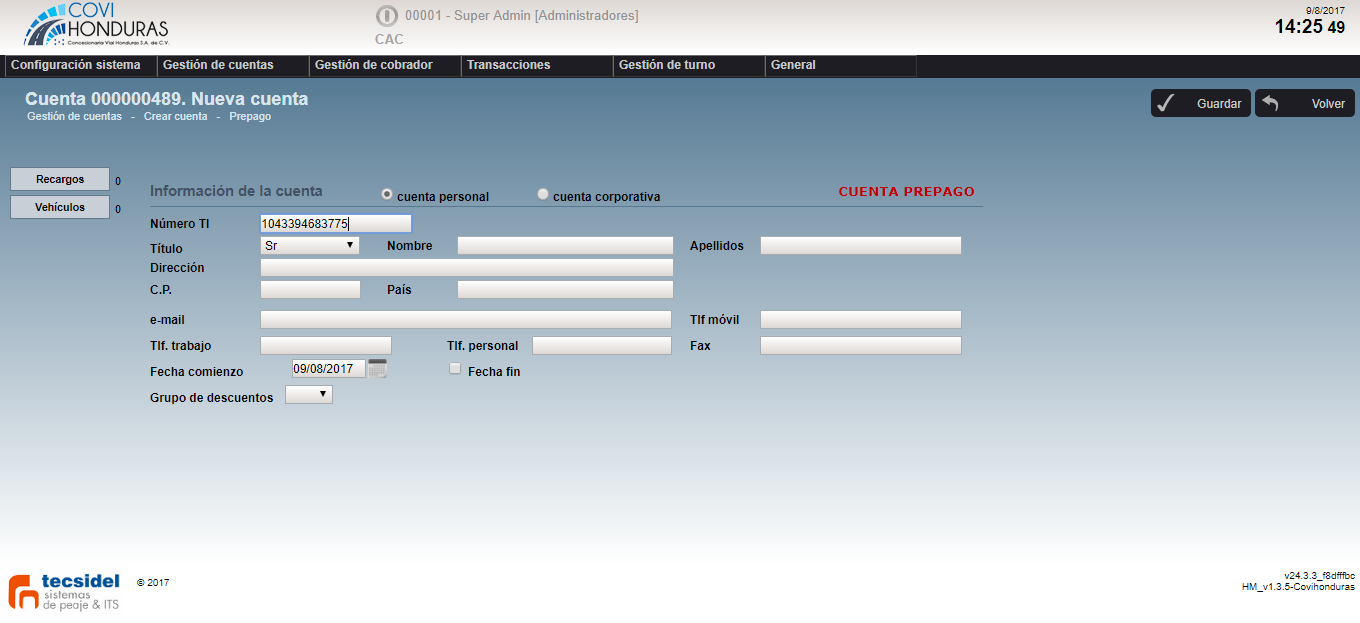 COVI
HONDURAS
Concesionaria Vial Honduras S.A. de C.V.
00001 - Super Admin [Administradores]
CAC
9/8/2017
14:25 49
Configuración sistema
Gestión de cuentas
Gestión de cobrador
Transacciones
Gestión de turno
General
Cuenta 000000489. Nueva cuenta
Gestión de cuentas - Crear cuenta - Prepago
Guardar
Volver
Recargos 0
Vehículos 0
Información de la cuenta
cuenta personal
cuenta corporativa
CUENTA PREPAGO
Número TI 1043394683775
Título Sr Nombre Apellidos
Dirección
C.P. País
e-mail Tlf móvil
Tlf. trabajo Tlf. personal Fax
Fecha comienzo 09/08/2017 Fecha fin
Grupo de descuentos
tecsidel
sistemas
de peaje & ITS
© 2017
v24.3.3_f8dfffbc
HM_v1.3.5-Covihonduras